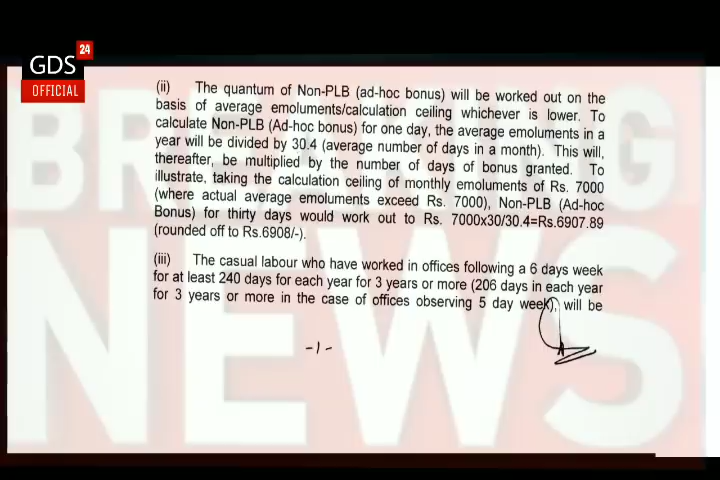 24
GDS
OFFICIAL
BREAKING
NEWS
(ii) The quantum of Non-PLB (ad-hoc bonus) will be worked out on the
basis of average emoluments/calculation ceiling whichever is lower. To
calculate Non-PLB (Ad-hoc bonus) for one day, the average emoluments in a
year will be divided by 30.4 (average number of days in a month). This will,
thereafter, be multiplied by the number of days of bonus granted. To
illustrate, taking the calculation ceiling of monthly emoluments of Rs. 7000
(where actual average emoluments exceed Rs. 7000), Non-PLB (Ad-hoc
Bonus) for thirty days would work out to Rs. 7000x30/30.4=Rs.6907.89
(rounded off to Rs.6908/-).
(iii) The casual labour who have worked in offices following a 6 days week
for at least 240 days for each year for 3 years or more (206 days in each year
for 3 years or more in the case of offices observing 5 day week), will be
-1-